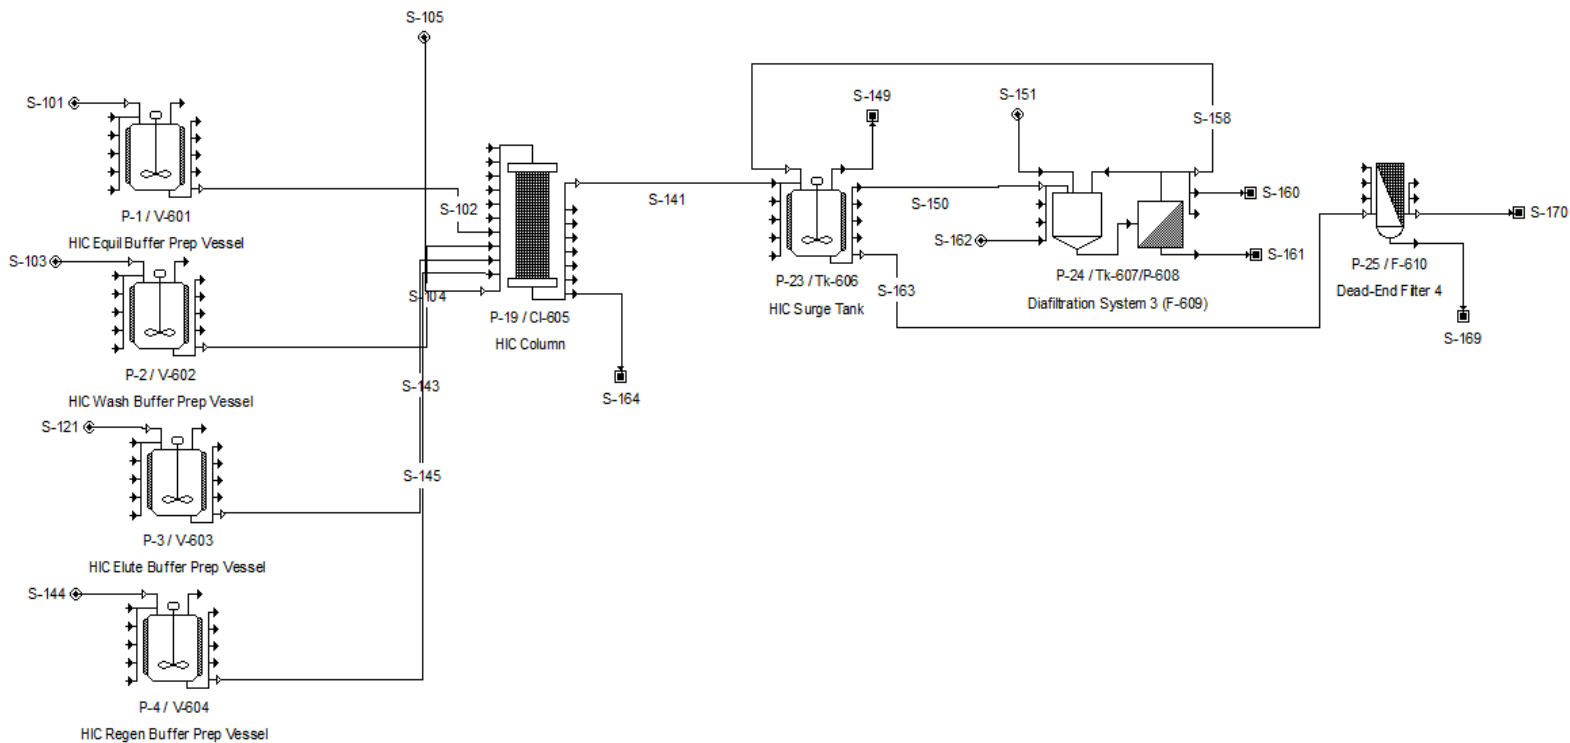 S-105
S-101
P-1 / V-601
HIC Equil Buffer Prep Vessel
S-102
S-103
P-2 / V-602
HIC Wash Buffer Prep Vessel
S-104
S-121
P-3 / V-603
HIC Elute Buffer Prep Vessel
S-143
S-144
P-4 / V-604
HIC Regen Buffer Prep Vessel
S-145
P-19 / Cl-605
HIC Column
S-164
S-141
S-149
P-23 / Tk-606
HIC Surge Tank
S-150
S-163
S-151
S-162
S-158
S-160
S-161
P-24 / Tk-607/P-608
Diafiltration System 3 (F-609)
P-25 / F-610
Dead-End Filter 4
S-170
S-169